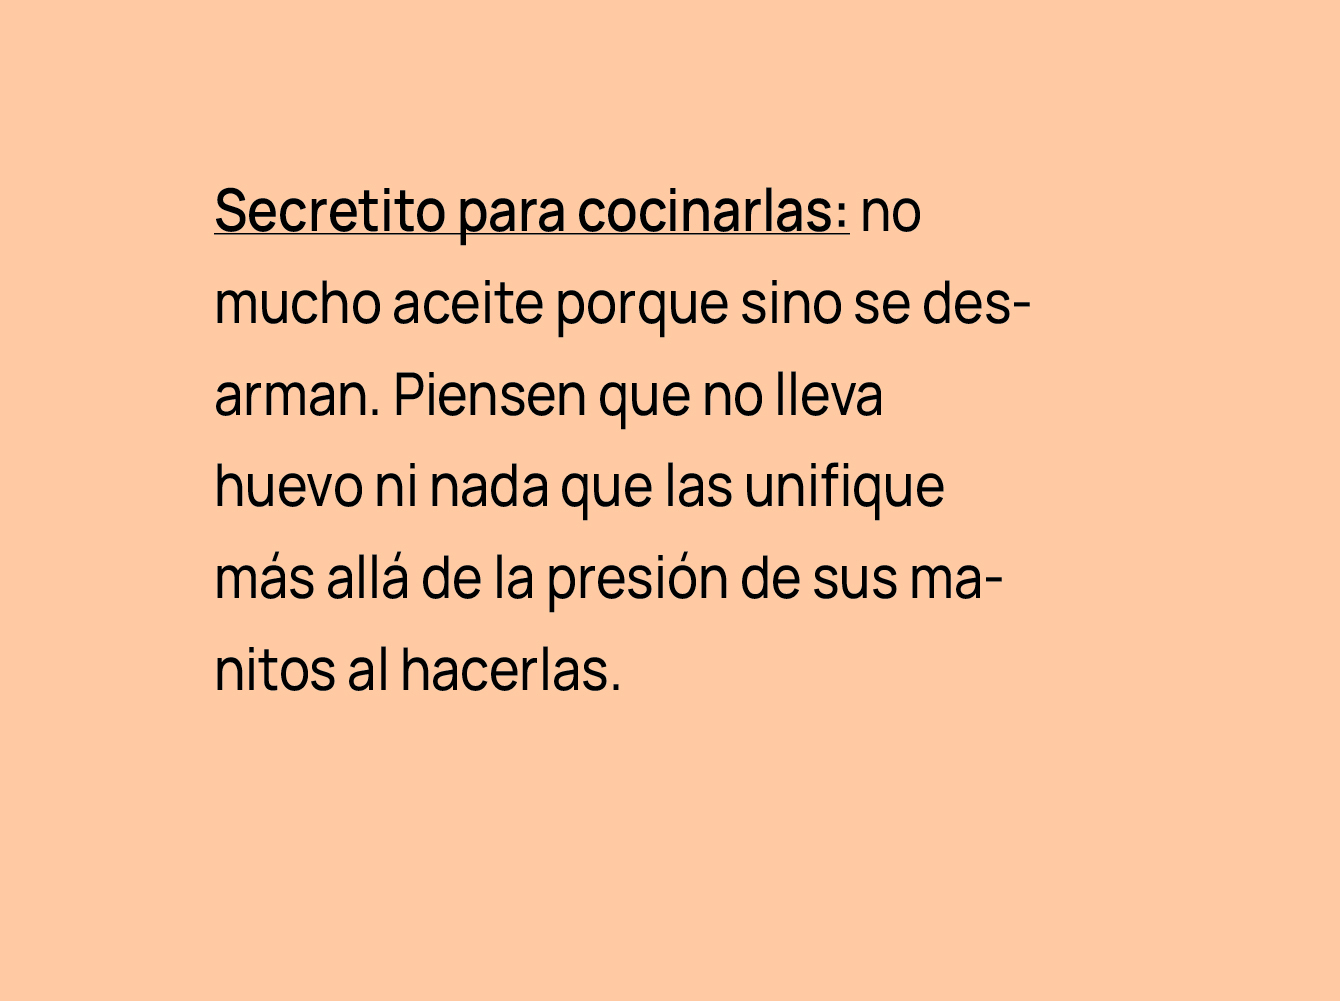 Secretito para cocinarlas: no
mucho aceite porque sino se des-
arman. Piensen que no lleva
huevo ni nada que las unifique
más allá de la presión de sus ma-
nitos al hacerlas.